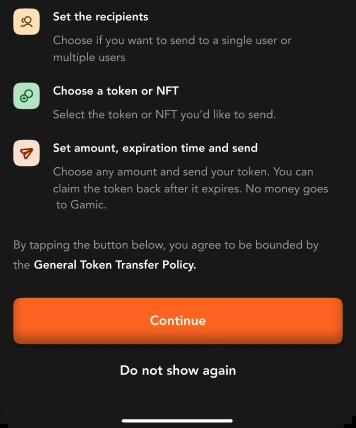 Set the recipients
Choose if you want to send to a single user or
multiple users
Choose a token or NFT
Select the token or NFT you'd like to send.
Set amount, expiration time and send
Choose any amount and send your token. You can
claim the token back after it expires. No money goes
to Gamic.
By tapping the button below, you agree to be bounded by
the General Token Transfer Policy.
Continue
Do not show again